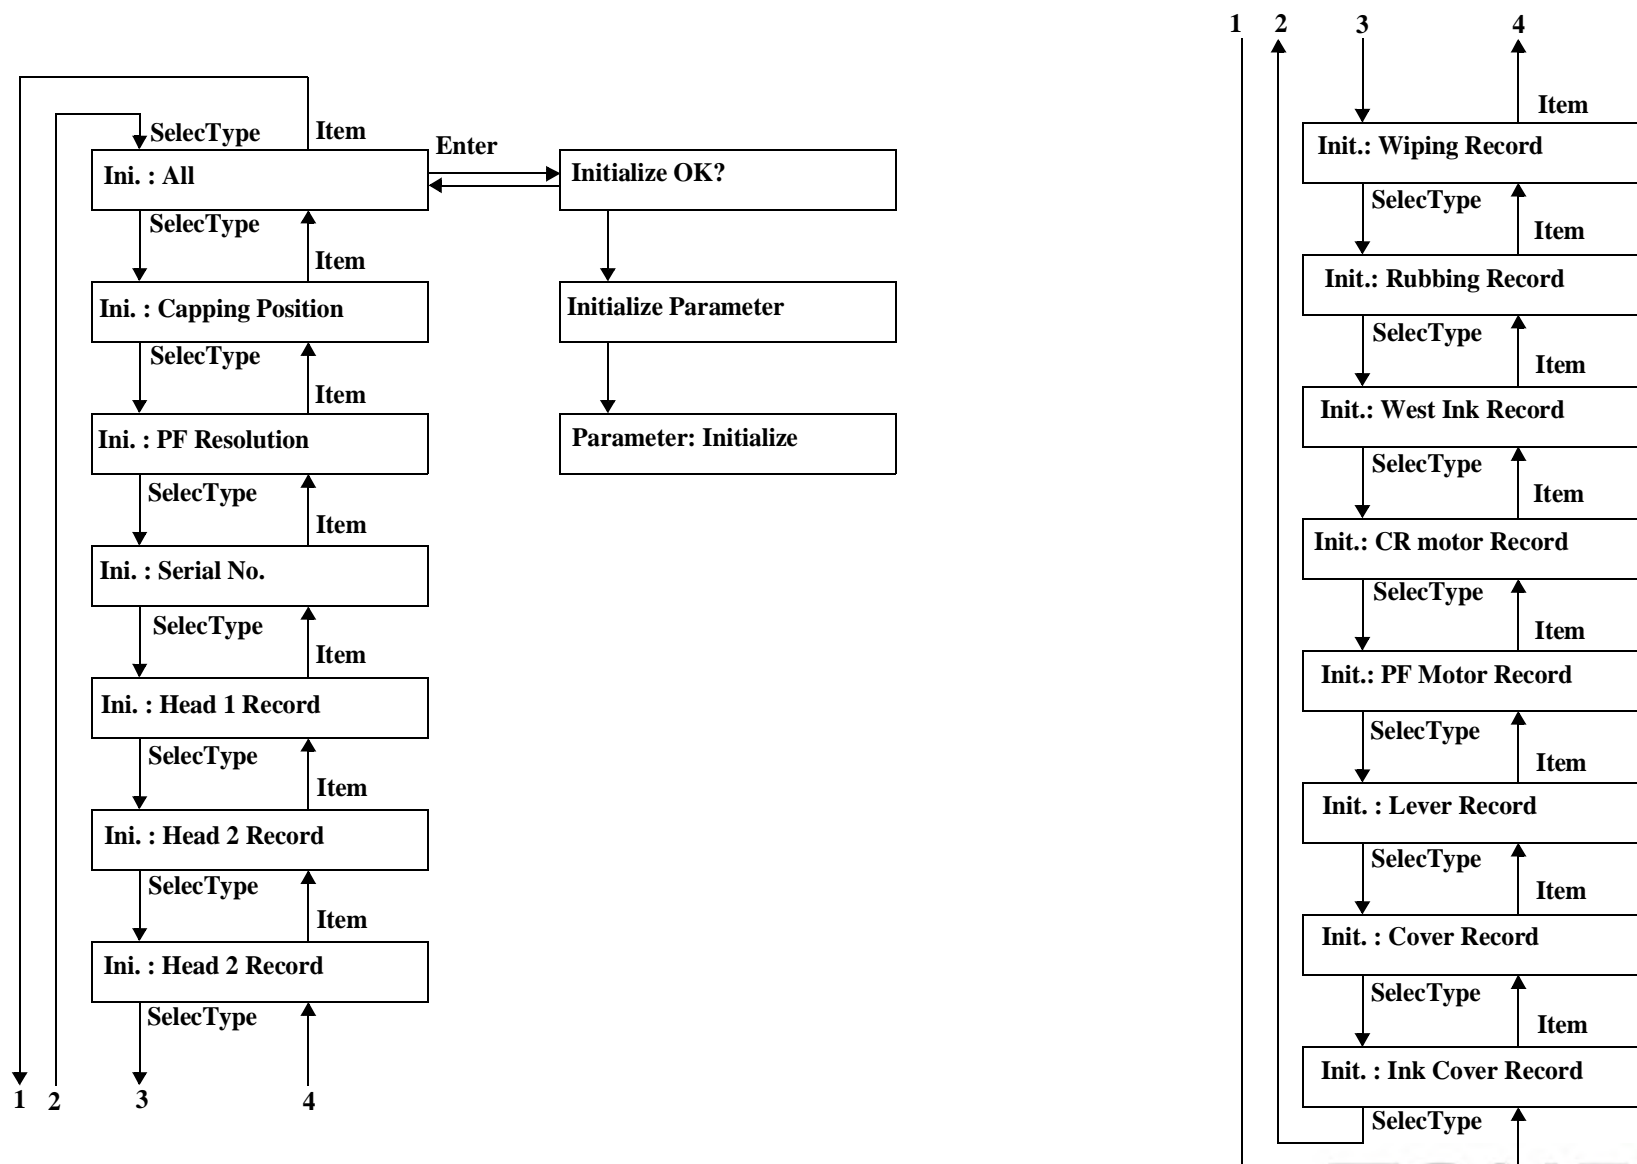 SelecType
Item
Ini. : All
Enter
Initialize OK?
SelecType
Item
Ini. : Capping Position
Initialize Parameter
SelecType
Item
Ini. : PF Resolution
Parameter: Initialize
SelecType
Item
Ini. : Serial No.
SelecType
Item
Ini. : Head 1 Record
SelecType
Item
Ini. : Head 2 Record
SelecType
Item
Ini. : Head 2 Record
SelecType
1 2 3 4
1 2 3 4
Item
Init.: Wiping Record
SelecType
Item
Init.: Rubbing Record
SelecType
Item
Init.: West Ink Record
SelecType
Item
Init.: CR motor Record
SelecType
Item
Init.: PF Motor Record
SelecType
Item
Init. : Lever Record
SelecType
Item
Init. : Cover Record
SelecType
Item
Init. : Ink Cover Record
SelecType